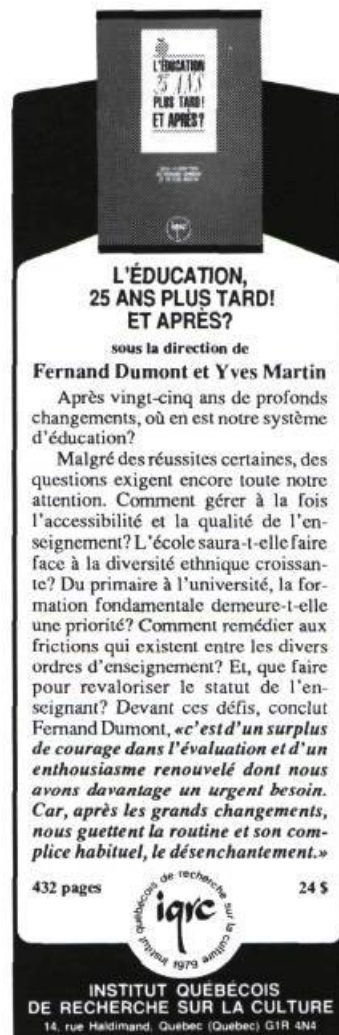 L'ÉDUCATION
25 ANS
PLUS TARD!
ET APRÈS?
iqrc
L'ÉDUCATION,
25 ANS PLUS TARD!
ET APRÈS?
sous la direction de
Fernand Dumont et Yves Martin
Après vingt-cinq ans de profonds
changements, où en est notre système
d'éducation?
Malgré des réussites certaines, des
questions exigent encore toute notre
attention. Comment gérer à la fois
l'accessibilité et la qualité de l'en-
seignement? L'école saura-t-elle faire
face à la diversité ethnique croissan-
te? Du primaire à l'université, la for-
mation fondamentale demeure-t-elle
une priorité? Comment remédier aux
frictions qui existent entre les divers
ordres d'enseignement? Et, que faire
pour revaloriser le statut de l'en-
seignant? Devant ces défis, conclut
Fernand Dumont, «c'est d'un surplus
de courage dans l'évaluation et d'un
enthousiasme renouvelé dont nous
avons davantage un urgent besoin.
Car, après les grands changements,
nous guettent la routine et son com-
plice habituel, le désenchantement.»
432 pages
24 $
institut québécois de recherche sur la culture 1979
iqrc
INSTITUT QUÉBÉCOIS
DE RECHERCHE SUR LA CULTURE
14, rue Haldimand, Québec (Québec) G1R 4N4